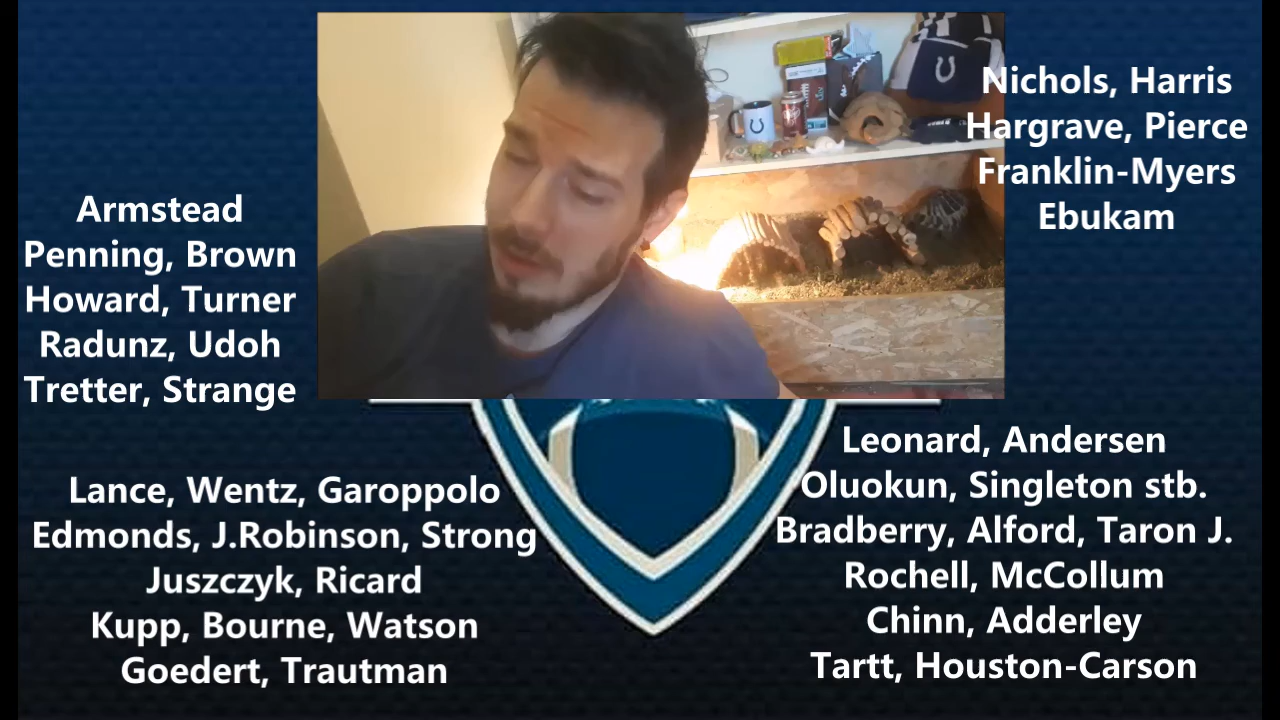 Nichols, Harris
Hargrave, Pierce
Franklin-Myers
Ebukam
Armstead
Penning, Brown
Howard, Turner
Radunz, Udoh
Tretter, Strange
Lance, Wentz, Garoppolo
Edmonds, J.Robinson, Strong
Juszczyk, Ricard
Kupp, Bourne, Watson
Goedert, Trautman
Leonard, Andersen
Oluokun, Singleton stb.
Bradberry, Alford, Taron J.
Rochell, McCollum
Chinn, Adderley
Tartt, Houston-Carson